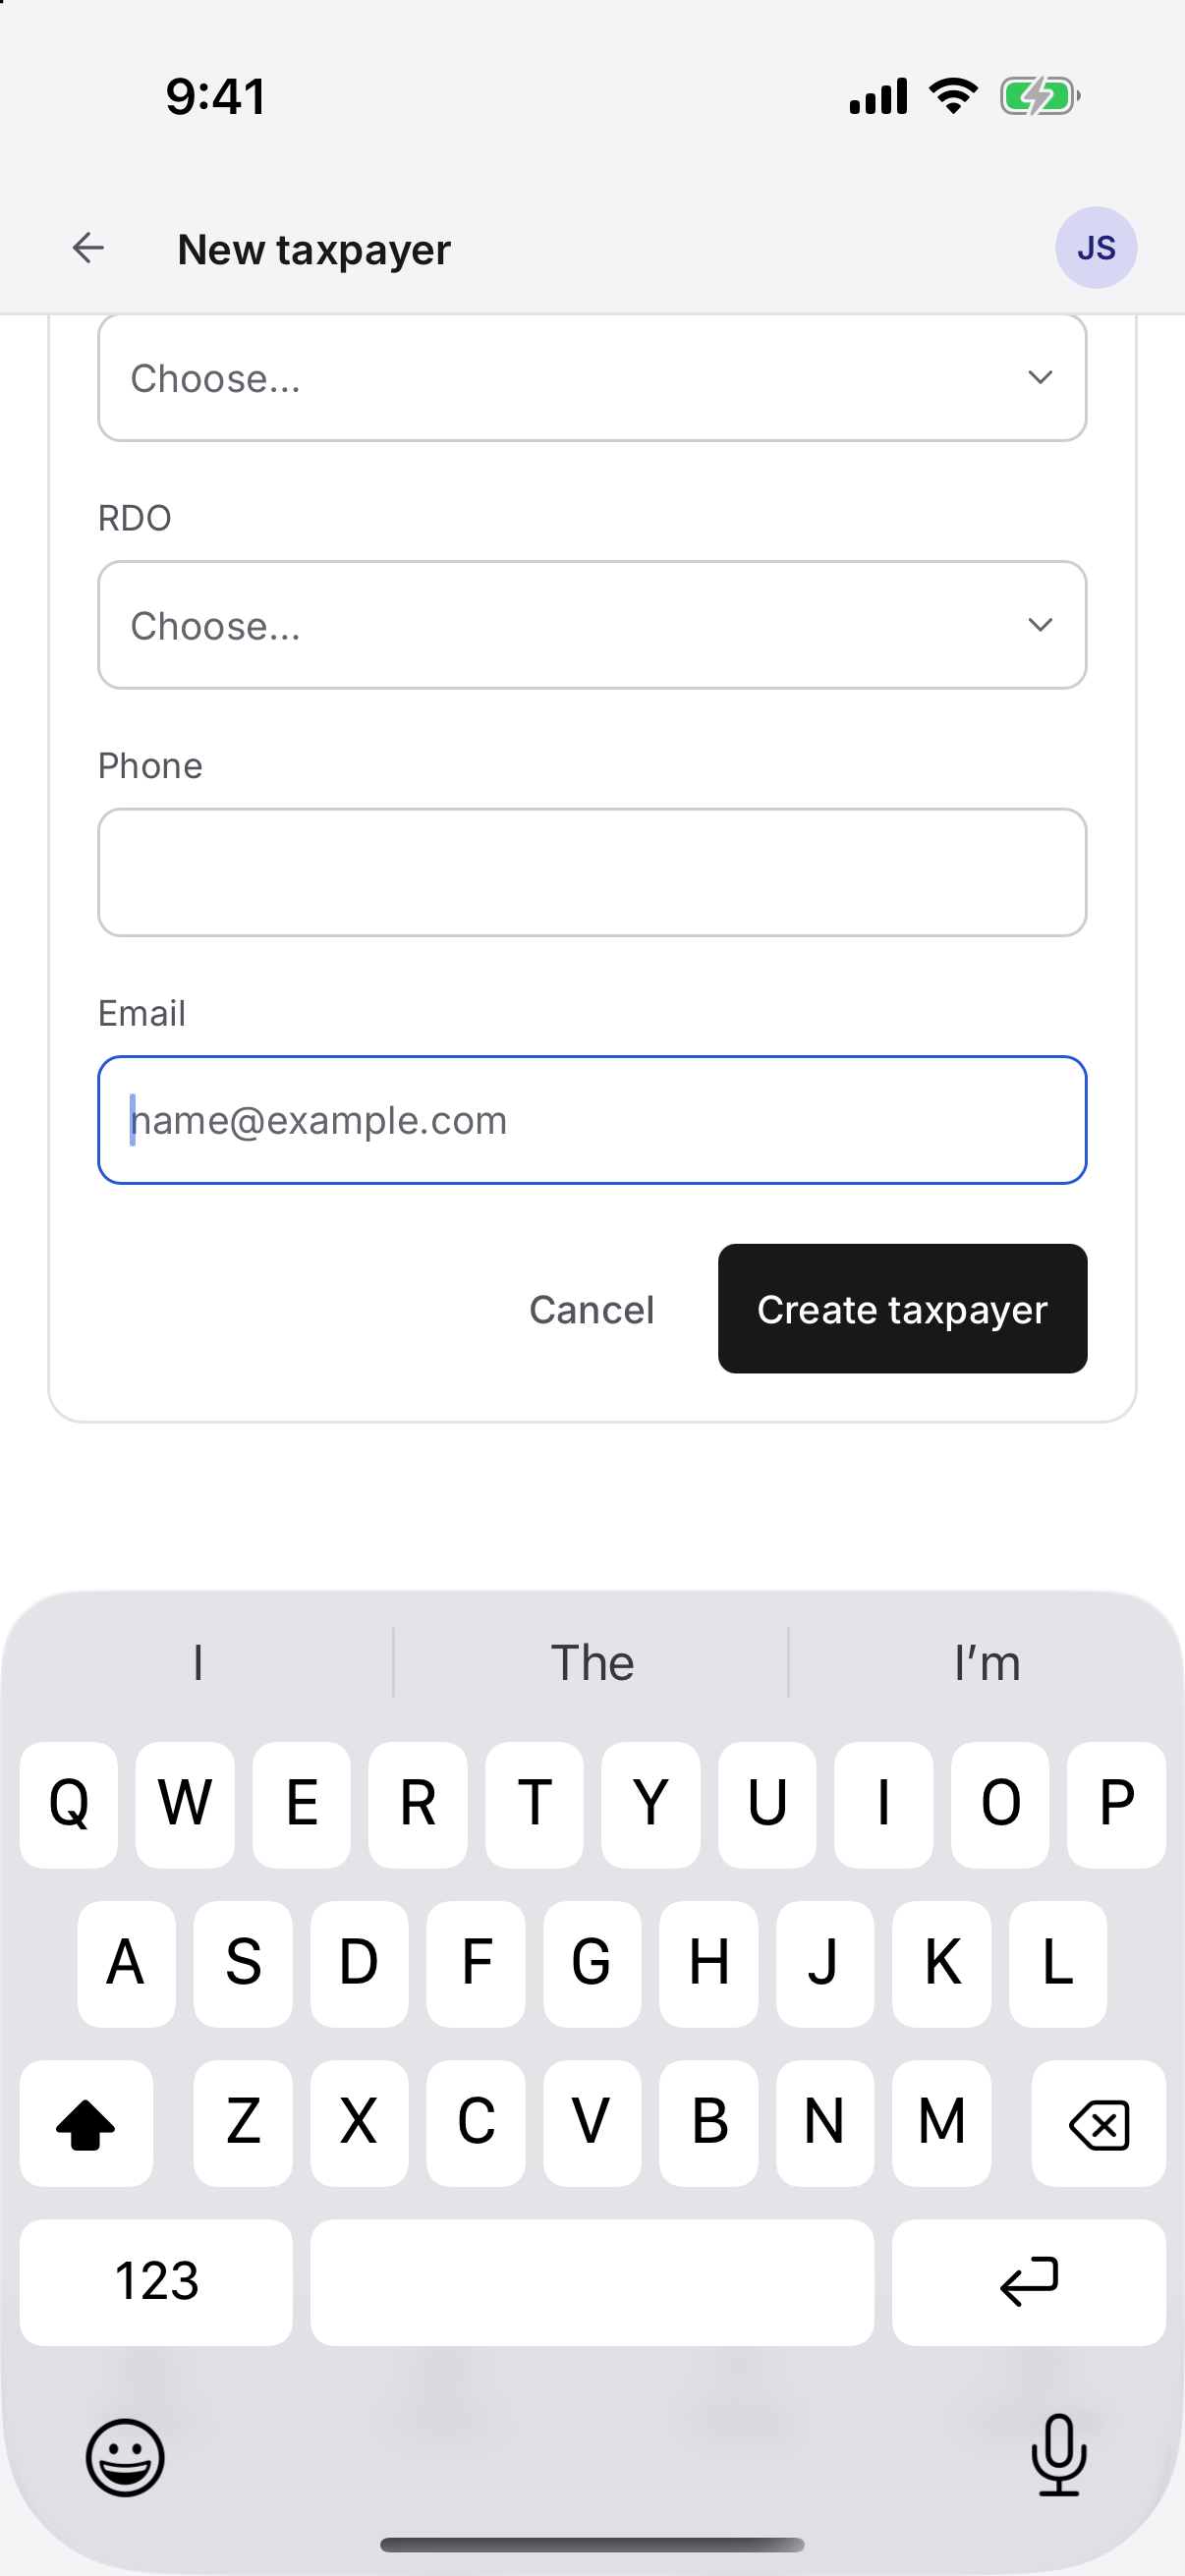 9:41
New taxpayer
JS
Choose...
RDO
Choose...
Phone
Email
name@example.com
Cancel
Create taxpayer
I
The
I’m
Q W E R T Y U I O P
A S D F G H J K L
Z X C V B N M
123